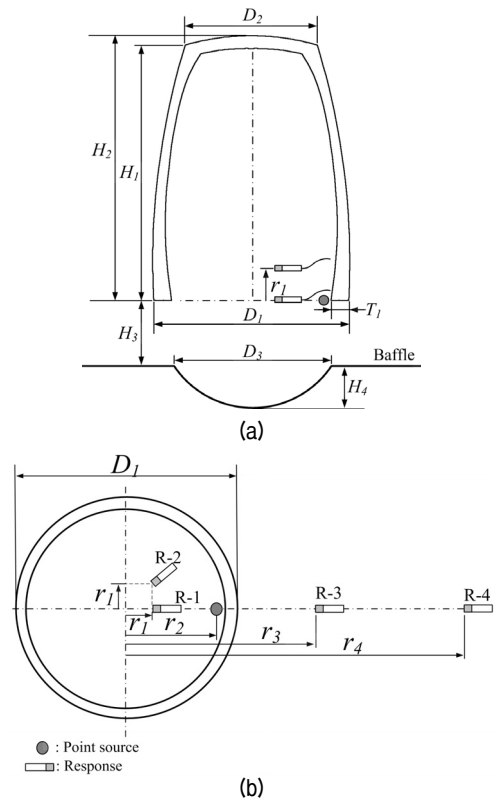 D2
H2
H1
r1
D1
T1
H3
D3
Baffle
H4
(a)
D1
R-2
r1
R-1
R-3
R-4
r1
r2
r3
r4
: Point source
: Response
(b)